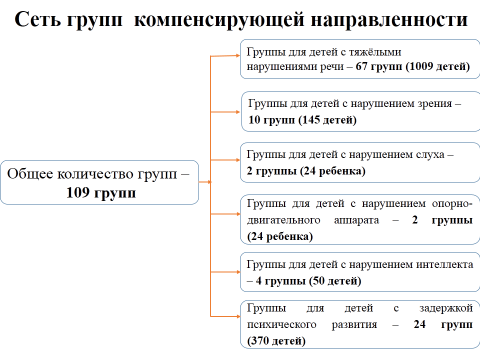 Сеть групп компенсирующей направленности
Общее количество групп –
109 групп
Группы для детей с тяжёлыми
нарушениями речи – 67 групп (1009 детей)
Группы для детей с нарушением зрения –
10 групп (145 детей)
Группы для детей с нарушением слуха –
2 группы (24 ребенка)
Группы для детей с нарушением опорно-
двигательного аппарата – 2 группы
(24 ребенка)
Группы для детей с нарушением интеллекта
– 4 группы (50 детей)
Группы для детей с задержкой
психического развития – 24 групп
(370 детей)